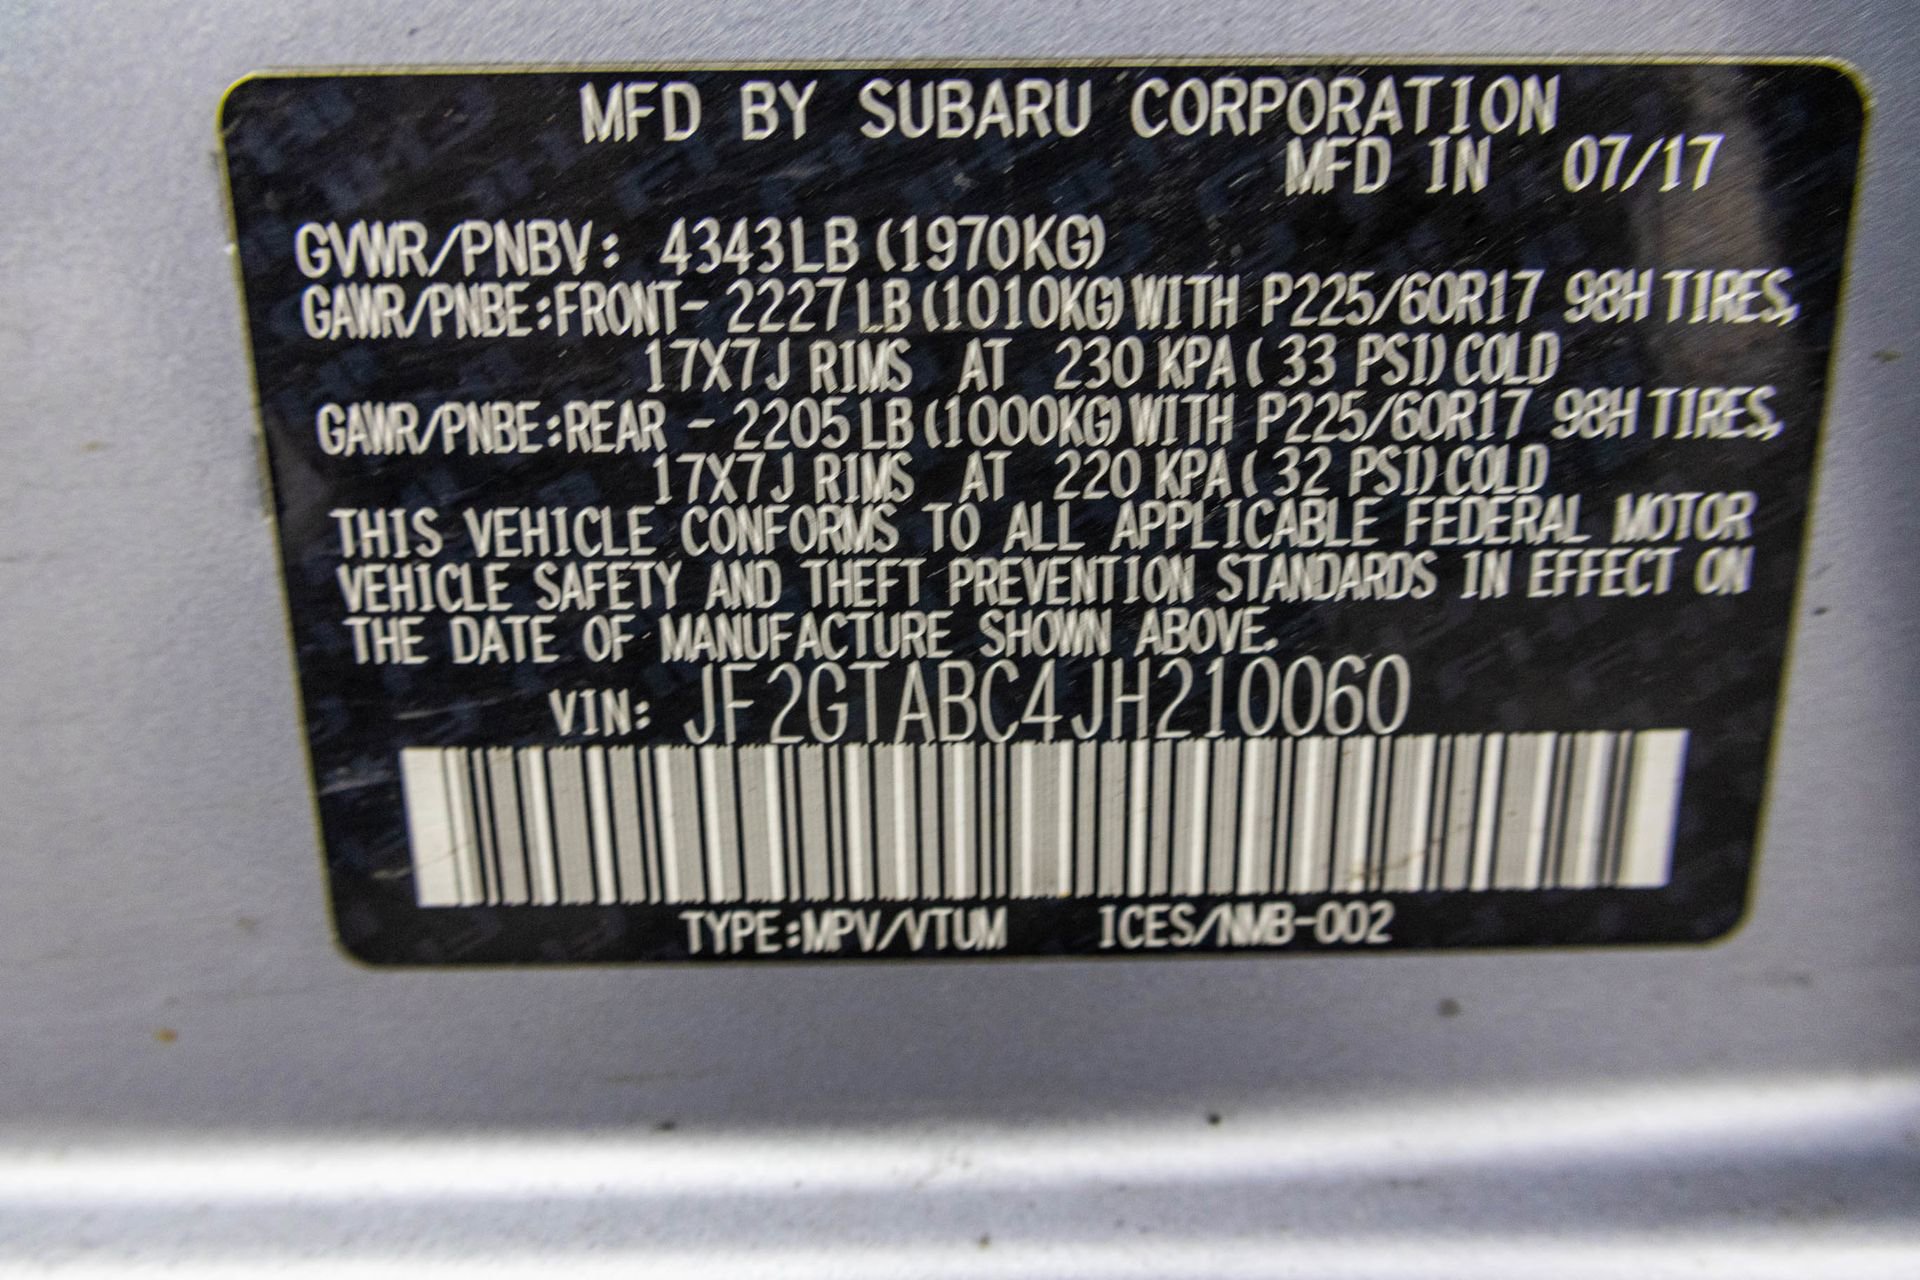 MFD BY SUBARU CORPORATION
MFD IN 07/17
GVWR/PNBV: 4343LB (1970KG)
GAWR/PNBE:FRONT- 2227LB (1010KG) WITH P225/60R17 98H TIRES,
17X7J RIMS AT 230 KPA ( 33 PSI) COLD
GAWR/PNBE:REAR - 2205LB (1000KG) WITH P225/60R17 98H TIRES,
17X7J RIMS AT 220 KPA ( 32 PSI) COLD
THIS VEHICLE CONFORMS TO ALL APPLICABLE FEDERAL MOTOR
VEHICLE SAFETY AND THEFT PREVENTION STANDARDS IN EFFECT ON
THE DATE OF MANUFACTURE SHOWN ABOVE.
VIN: JF2GTABC4JH210060
TYPE:MPV/VTUM ICES/NMB-002